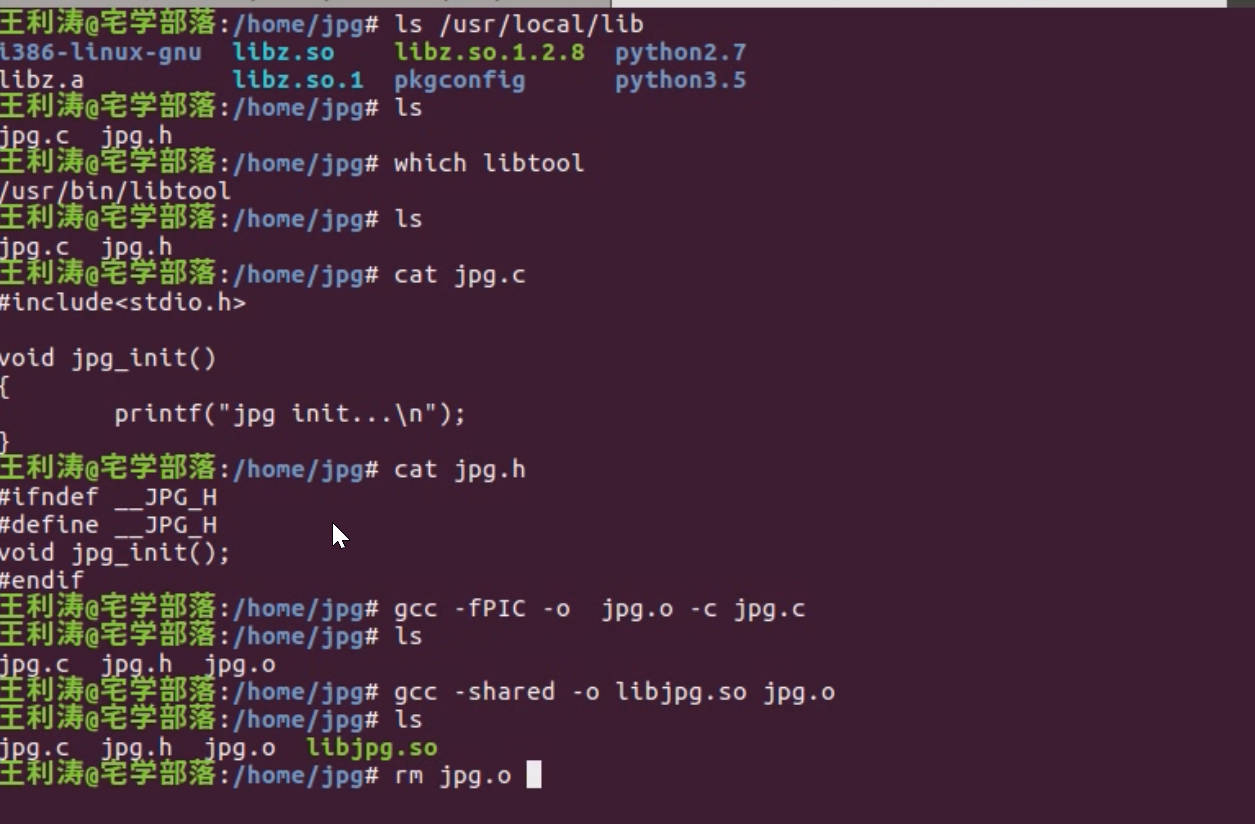 王利涛@宅学部落:/home/jpg# ls /usr/local/lib
i386-linux-gnu  libz.so    libz.so.1.2.8  python2.7
libz.a          libz.so.1  pkgconfig      python3.5
王利涛@宅学部落:/home/jpg# ls
jpg.c  jpg.h
王利涛@宅学部落:/home/jpg# which libtool
/usr/bin/libtool
王利涛@宅学部落:/home/jpg# ls
jpg.c  jpg.h
王利涛@宅学部落:/home/jpg# cat jpg.c
#include<stdio.h>
void jpg_init()
{
        printf("jpg init...\n");
}
王利涛@宅学部落:/home/jpg# cat jpg.h
#ifndef __JPG_H
#define __JPG_H
void jpg_init();
#endif
王利涛@宅学部落:/home/jpg# gcc -fPIC -o  jpg.o -c jpg.c
王利涛@宅学部落:/home/jpg# ls
jpg.c  jpg.h  jpg.o
王利涛@宅学部落:/home/jpg# gcc -shared -o libjpg.so jpg.o
王利涛@宅学部落:/home/jpg# ls
jpg.c  jpg.h  jpg.o  libjpg.so
王利涛@宅学部落:/home/jpg# rm jpg.o